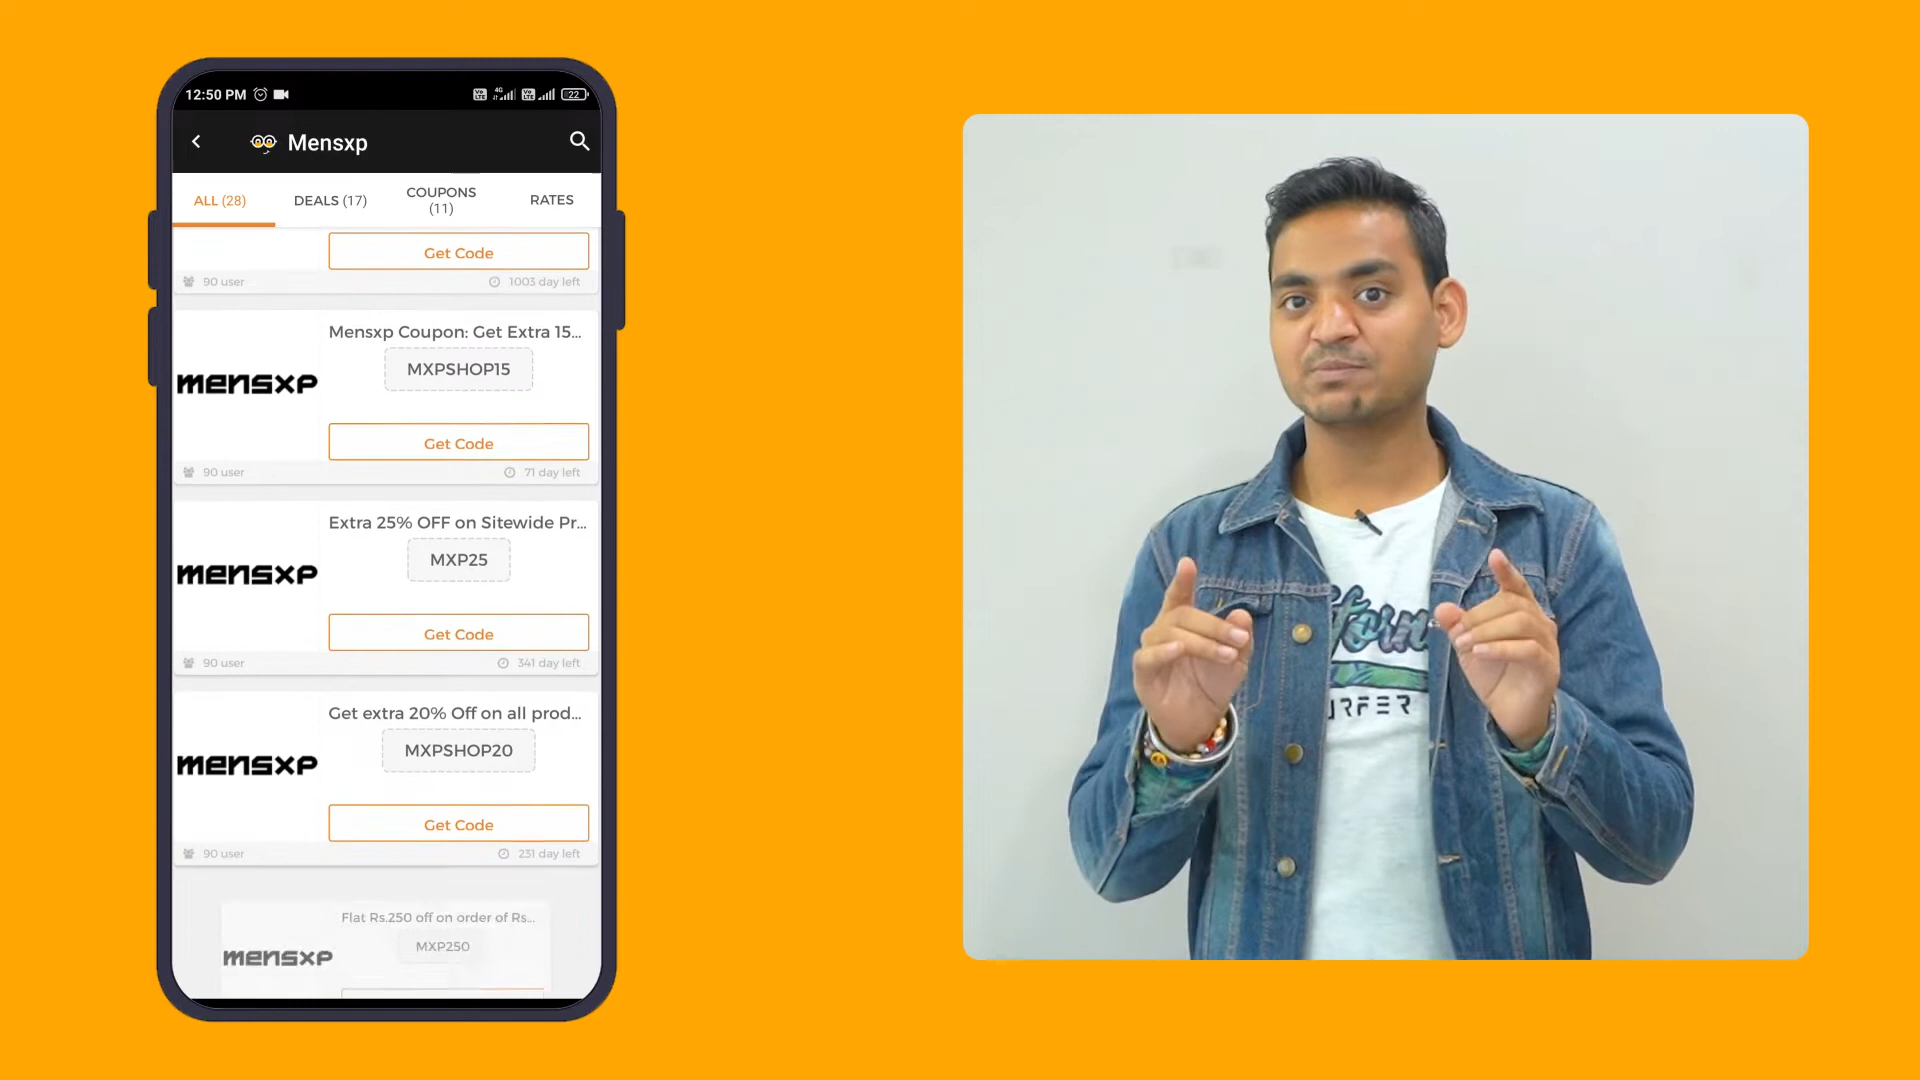 12:50 PM
4G
22
Mensxp
ALL (28)
DEALS (17)
COUPONS
(11)
RATES
Get Code
90 user
1003 day left
Mensxp Coupon: Get Extra 15...
mensxp
MXPSHOP15
Get Code
90 user
71 day left
Extra 25% OFF on Sitewide Pr...
mensxp
MXP25
Get Code
90 user
341 day left
Get extra 20% Off on all prod...
mensxp
MXPSHOP20
Get Code
90 user
231 day left
Flat Rs.250 off on order of Rs...
mensxp
MXP250